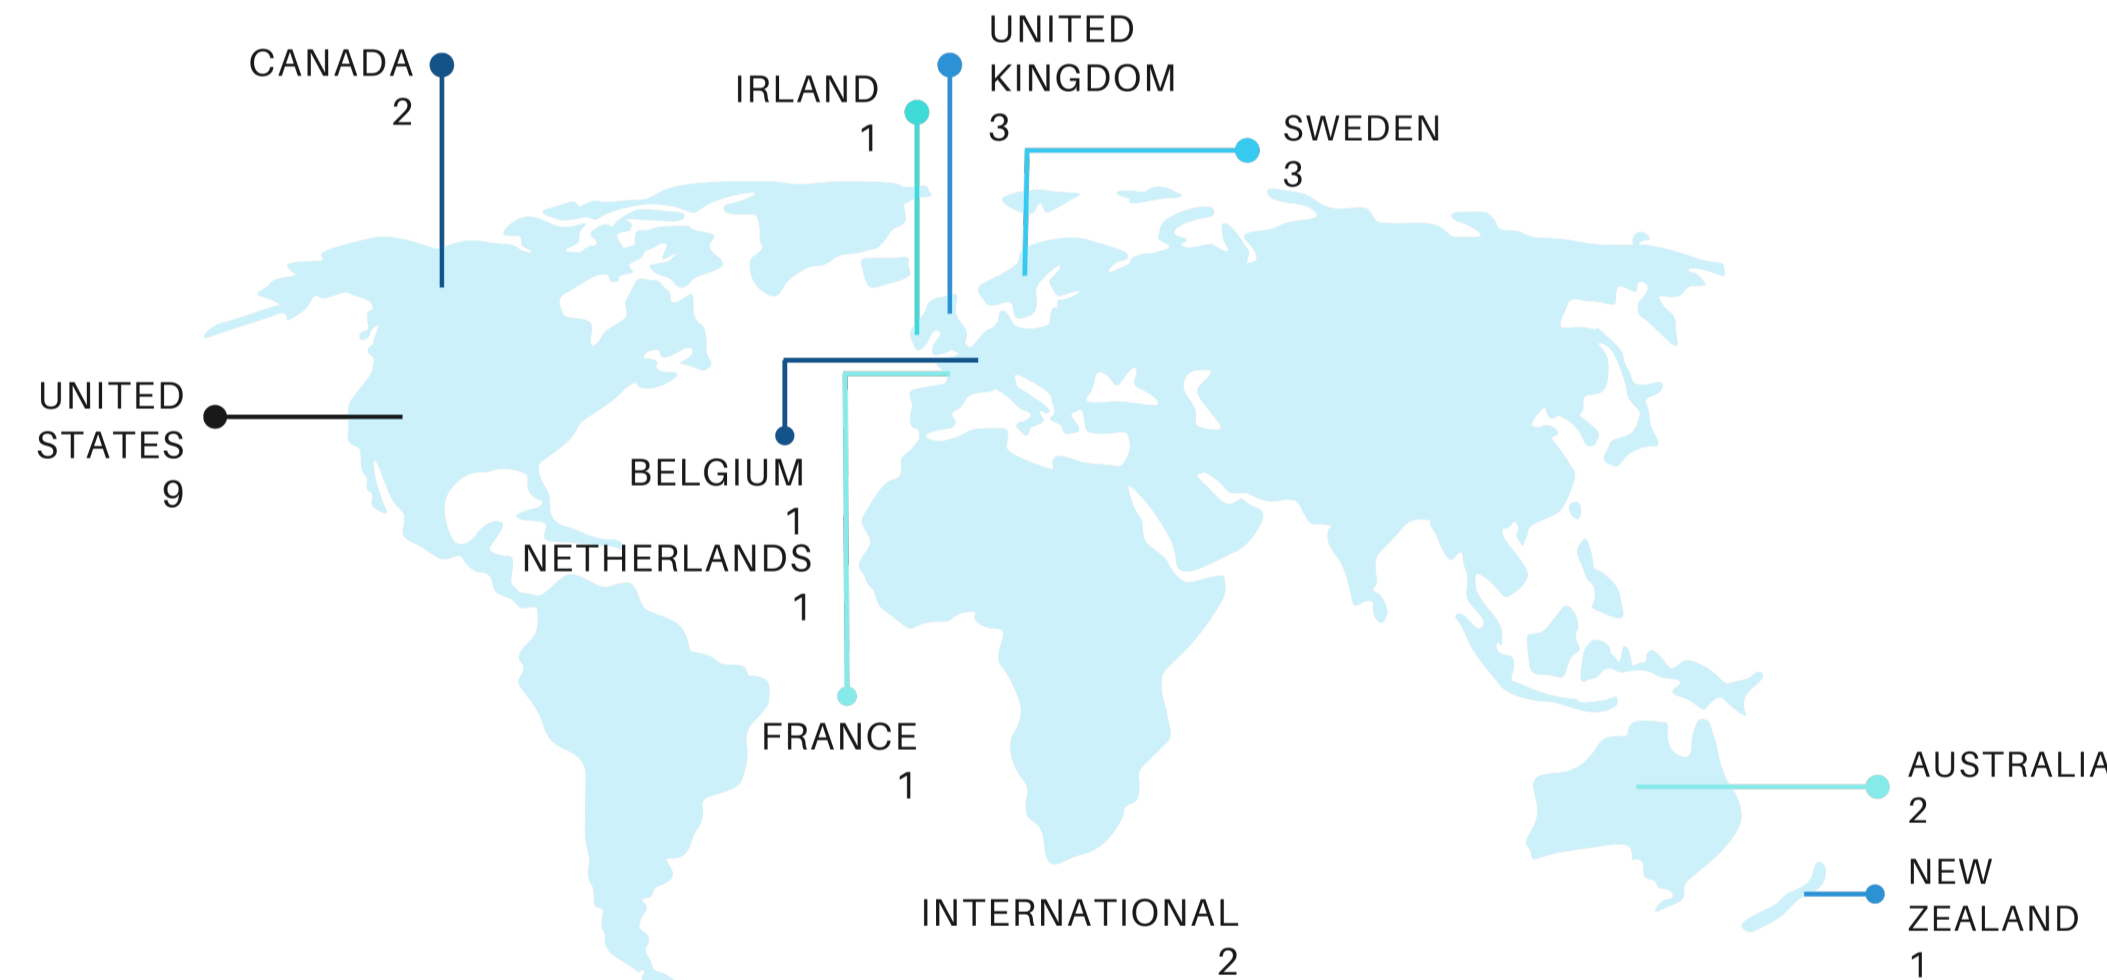 CANADA
2
IRLAND
1
UNITED
KINGDOM
3
SWEDEN
3
UNITED
STATES
9
BELGIUM
1
NETHERLANDS
1
FRANCE
1
AUSTRALIA
2
NEW
ZEALAND
1
INTERNATIONAL
2